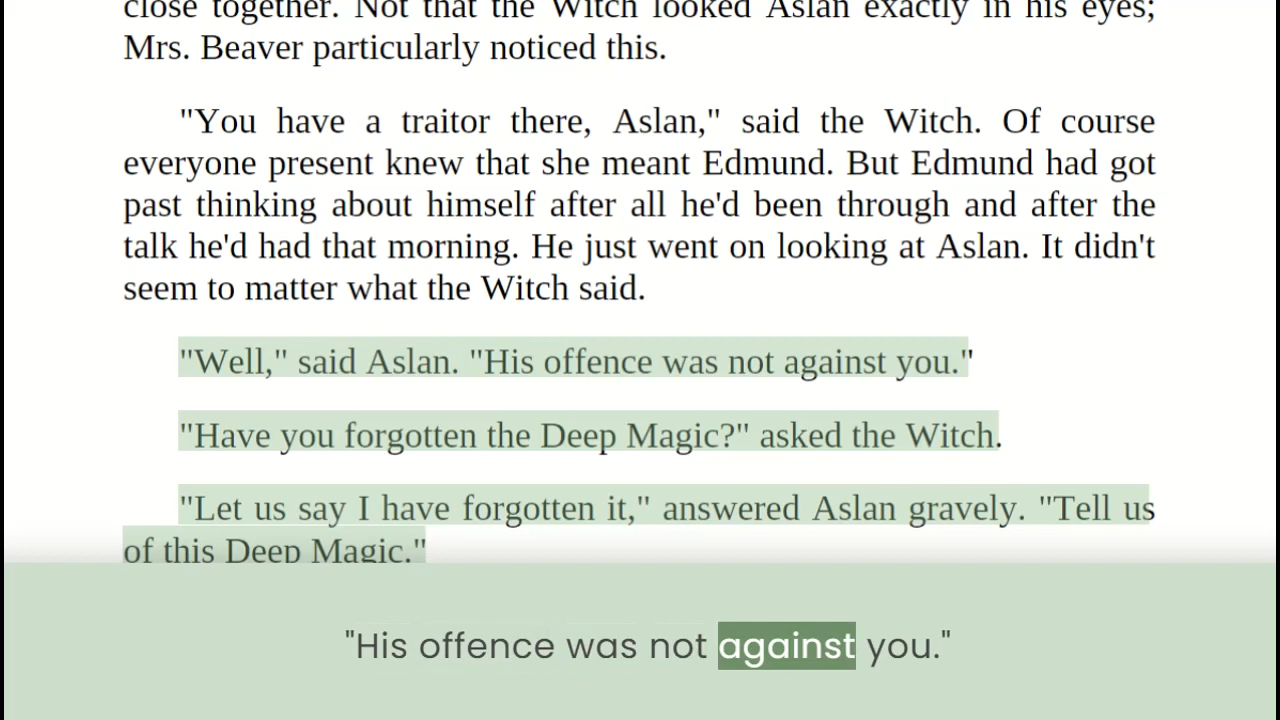 close together. Not that the Witch looked Aslan exactly in his eyes;
Mrs. Beaver particularly noticed this.
"You have a traitor there, Aslan," said the Witch. Of course
everyone present knew that she meant Edmund. But Edmund had got
past thinking about himself after all he'd been through and after the
talk he'd had that morning. He just went on looking at Aslan. It didn't
seem to matter what the Witch said.
"Well," said Aslan. "His offence was not against you."
"Have you forgotten the Deep Magic?" asked the Witch.
"Let us say I have forgotten it," answered Aslan gravely. "Tell us
of this Deep Magic."
"His offence was not against you."